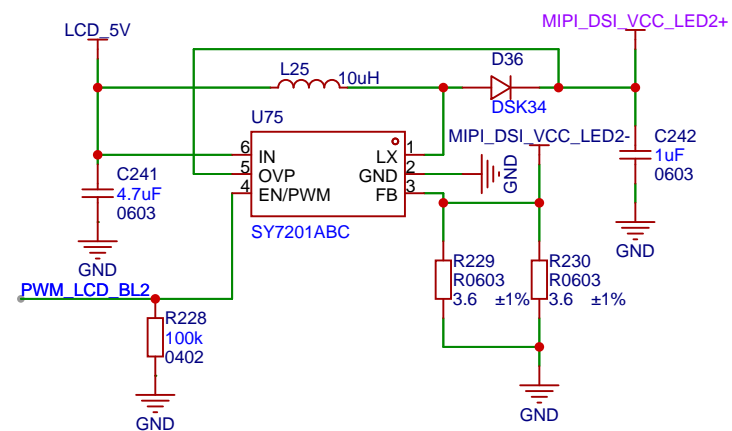 MIPI_DSI_VCC_LED2+
LCD_5V
D36
L25
10uH
DSK34
U75
MIPI_DSI_VCC_LED2-
C242
1uF
0603
6
IN
LX
1
5
OVP
GND
2
4
EN/PWM
FB
3
GND
C241
4.7uF
0603
SY7201ABC
GND
GND
R229
R0603
3.6 ±1%
R230
R0603
3.6 ±1%
PWM_LCD_BL2
R228
100k
0402
GND
GND